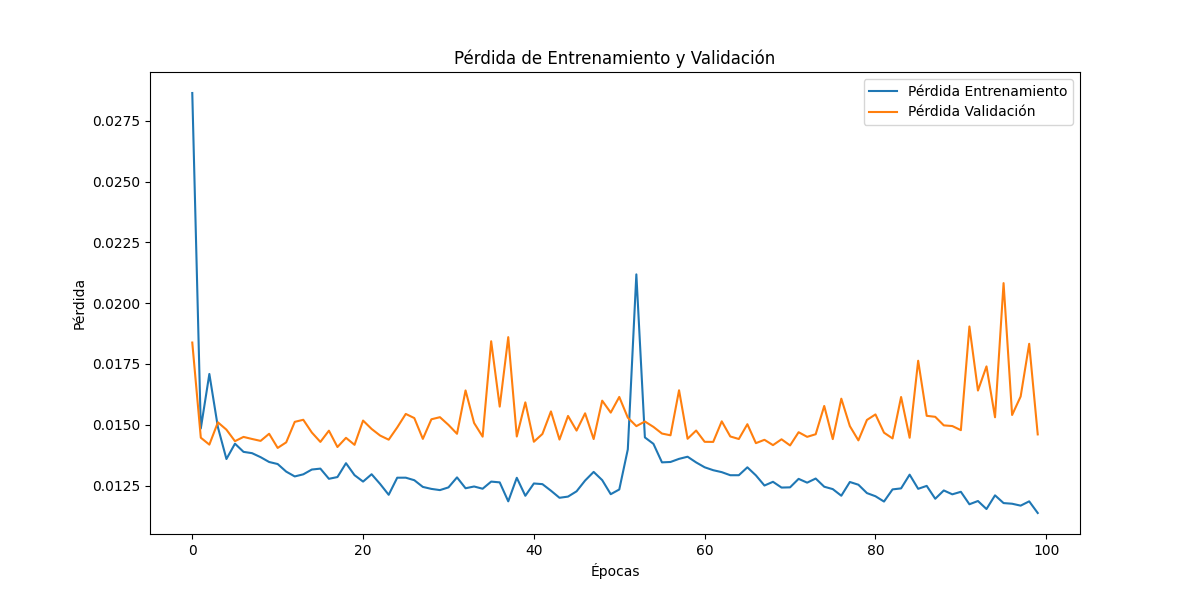 Pérdida de Entrenamiento y Validación
Pérdida Entrenamiento
Pérdida Validación
0.0275
0.0250
0.0225
0.0200
0.0175
0.0150
0.0125
Pérdida
0 20 40 60 80 100
Épocas